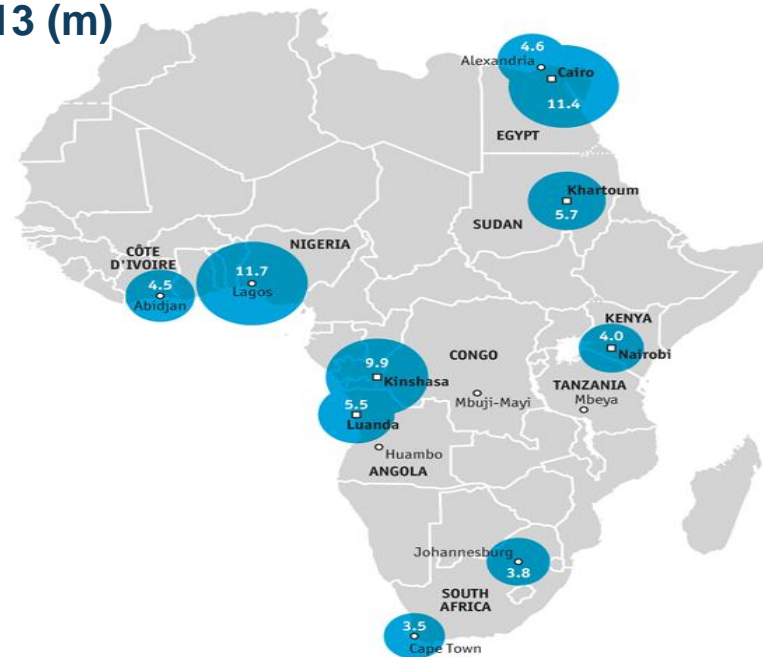 13 (m)
4.6
Alexandria
Cairo
11.4
EGYPT
Khartoum
5.7
SUDAN
NIGERIA
CÔTE
D'IVOIRE
4.5
Abidjan
11.7
Lagos
KENYA
4.0
Nairobi
9.9
Kinshasa
CONGO
Mbuji-Mayi
TANZANIA
Mbeya
5.5
Luanda
Huambo
ANGOLA
Johannesburg
3.8
SOUTH
AFRICA
3.5
Cape Town